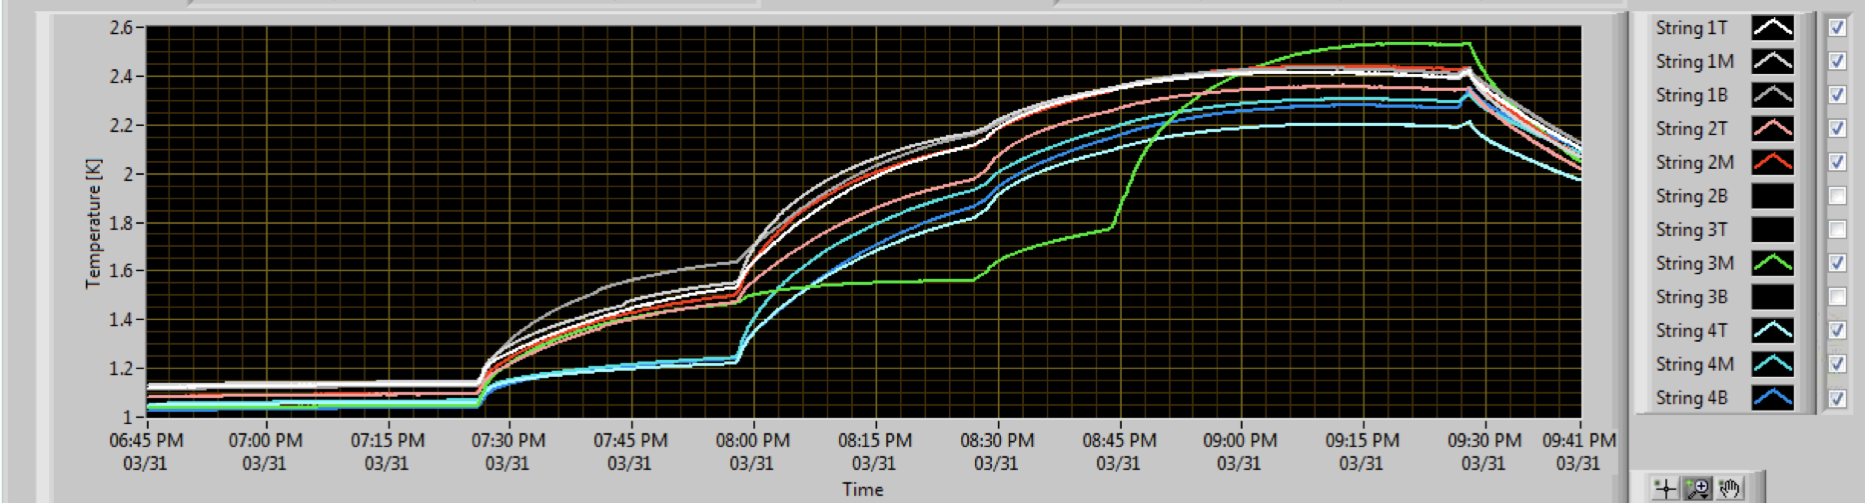 2.6
2.4
2.2
2
1.8
1.6
1.4
1.2
1
Temperature [K]
06:45 PM 07:00 PM 07:15 PM 07:30 PM 07:45 PM 08:00 PM 08:15 PM 08:30 PM 08:45 PM 09:00 PM 09:15 PM 09:30 PM 09:41 PM
03/31 03/31 03/31 03/31 03/31 03/31 03/31 03/31 03/31 03/31 03/31 03/31 03/31
Time
String 1T
String 1M
String 1B
String 2T
String 2M
String 2B
String 3T
String 3M
String 3B
String 4T
String 4M
String 4B